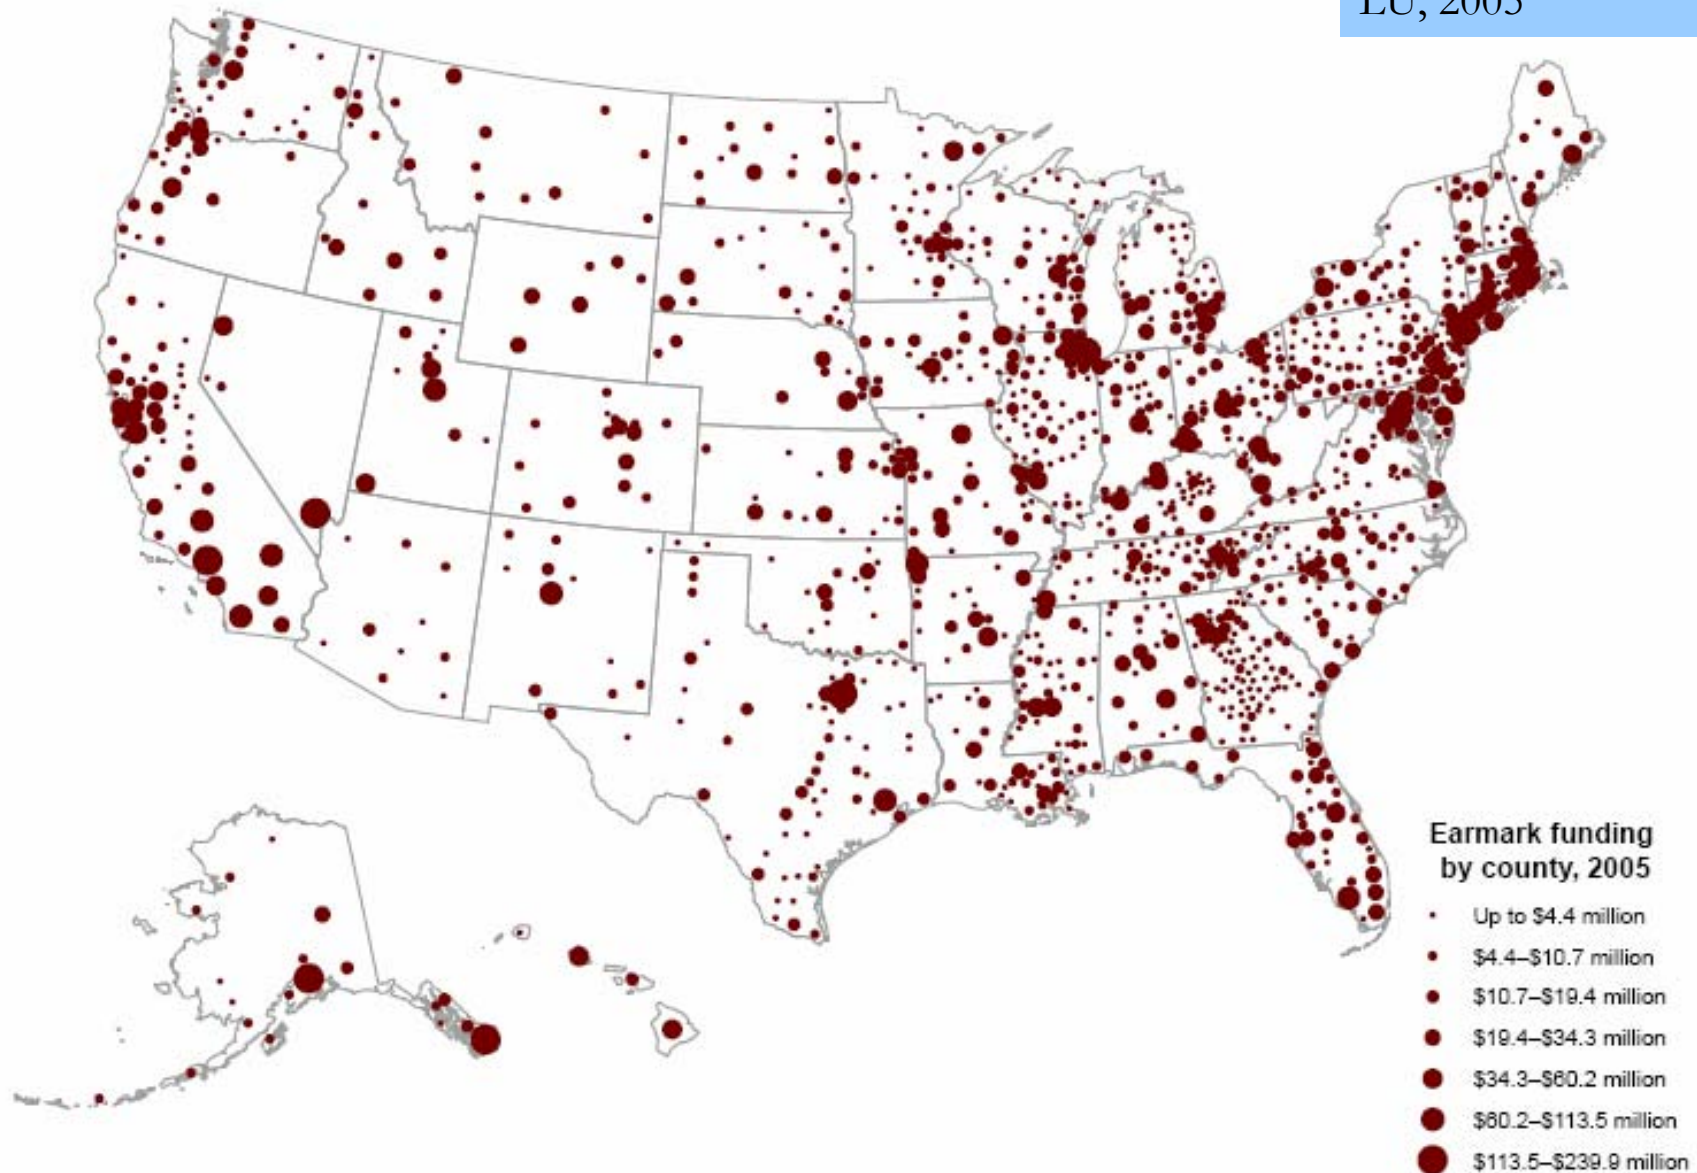 LU, 2005
Earmark funding
by county, 2005
Up to $4.4 million
$4.4–$10.7 million
$10.7–$19.4 million
$19.4–$34.3 million
$34.3–$60.2 million
$60.2–$113.5 million
$113.5–$239.9 million